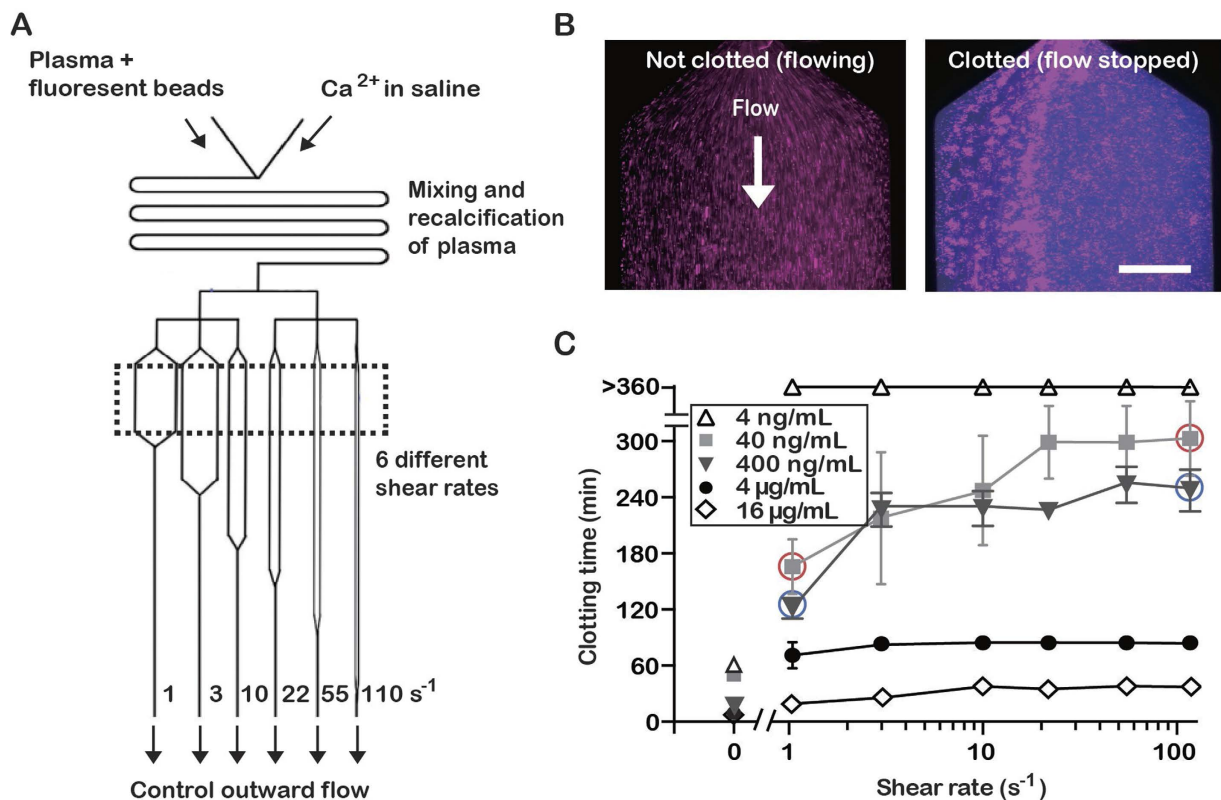 A
Plasma +
fluoresent beads
Ca 2+ in saline
Mixing and
recalcification
of plasma
6 different
shear rates
1 3 10 22 55 110 s-1
Control outward flow
B
Not clotted (flowing)
Flow
Clotted (flow stopped)
C
>360
300
240
180
120
60
0
Clotting time (min)
4 ng/mL
40 ng/mL
400 ng/mL
4 µg/mL
16 µg/mL
0 1 10 100
Shear rate (s-1)